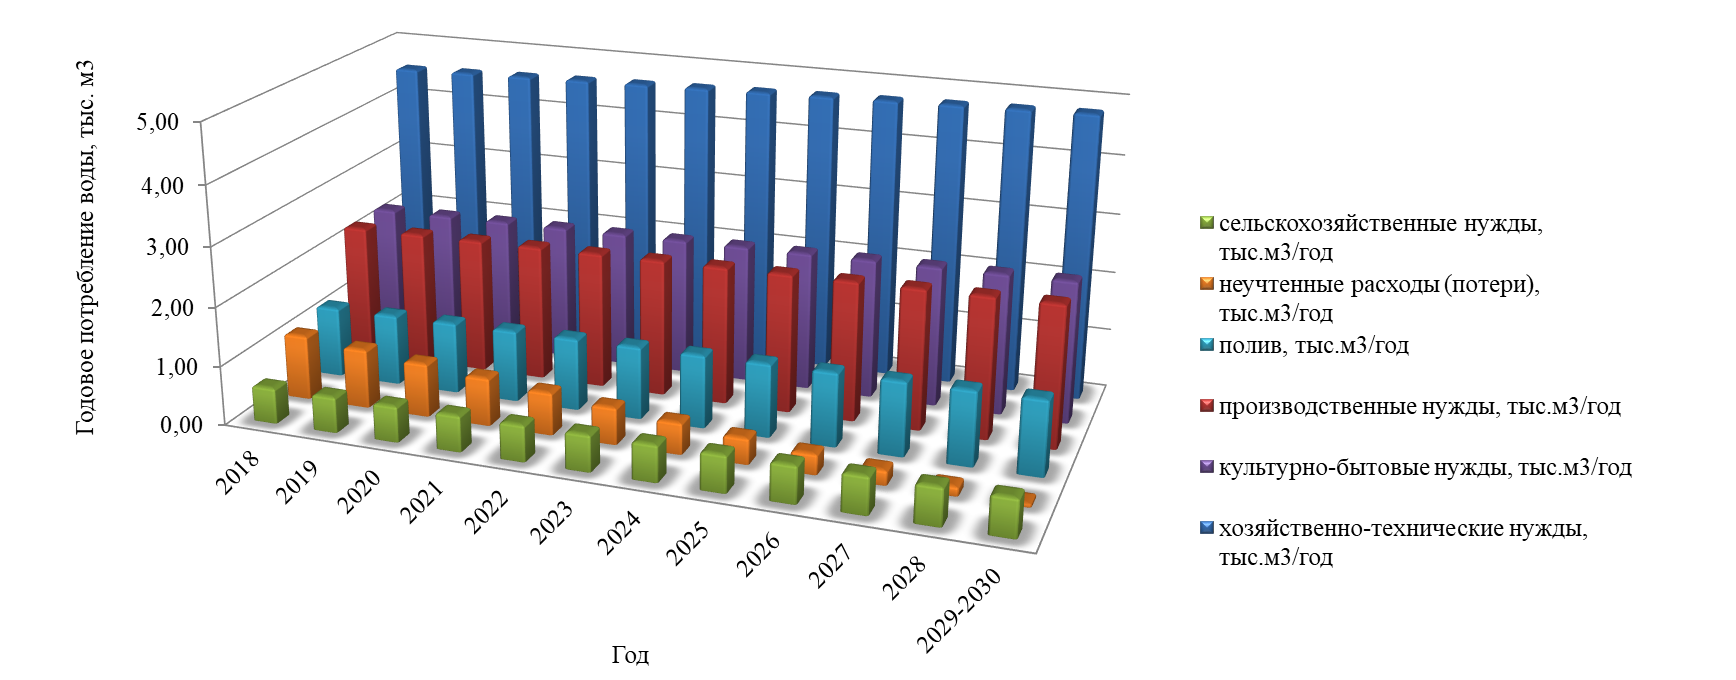 Годовое потребление воды, тыс. м3
5,00
4,00
3,00
2,00
1,00
0,00
2018
2019
2020
2021
2022
2023
2024
2025
2026
2027
2028
2029-2030
Год
сельскохозяйственные нужды,
тыс.м3/год
неучтенные расходы (потери),
тыс.м3/год
полив, тыс.м3/год
производственные нужды, тыс.м3/год
культурно-бытовые нужды, тыс.м3/год
хозяйственно-технические нужды,
тыс.м3/год